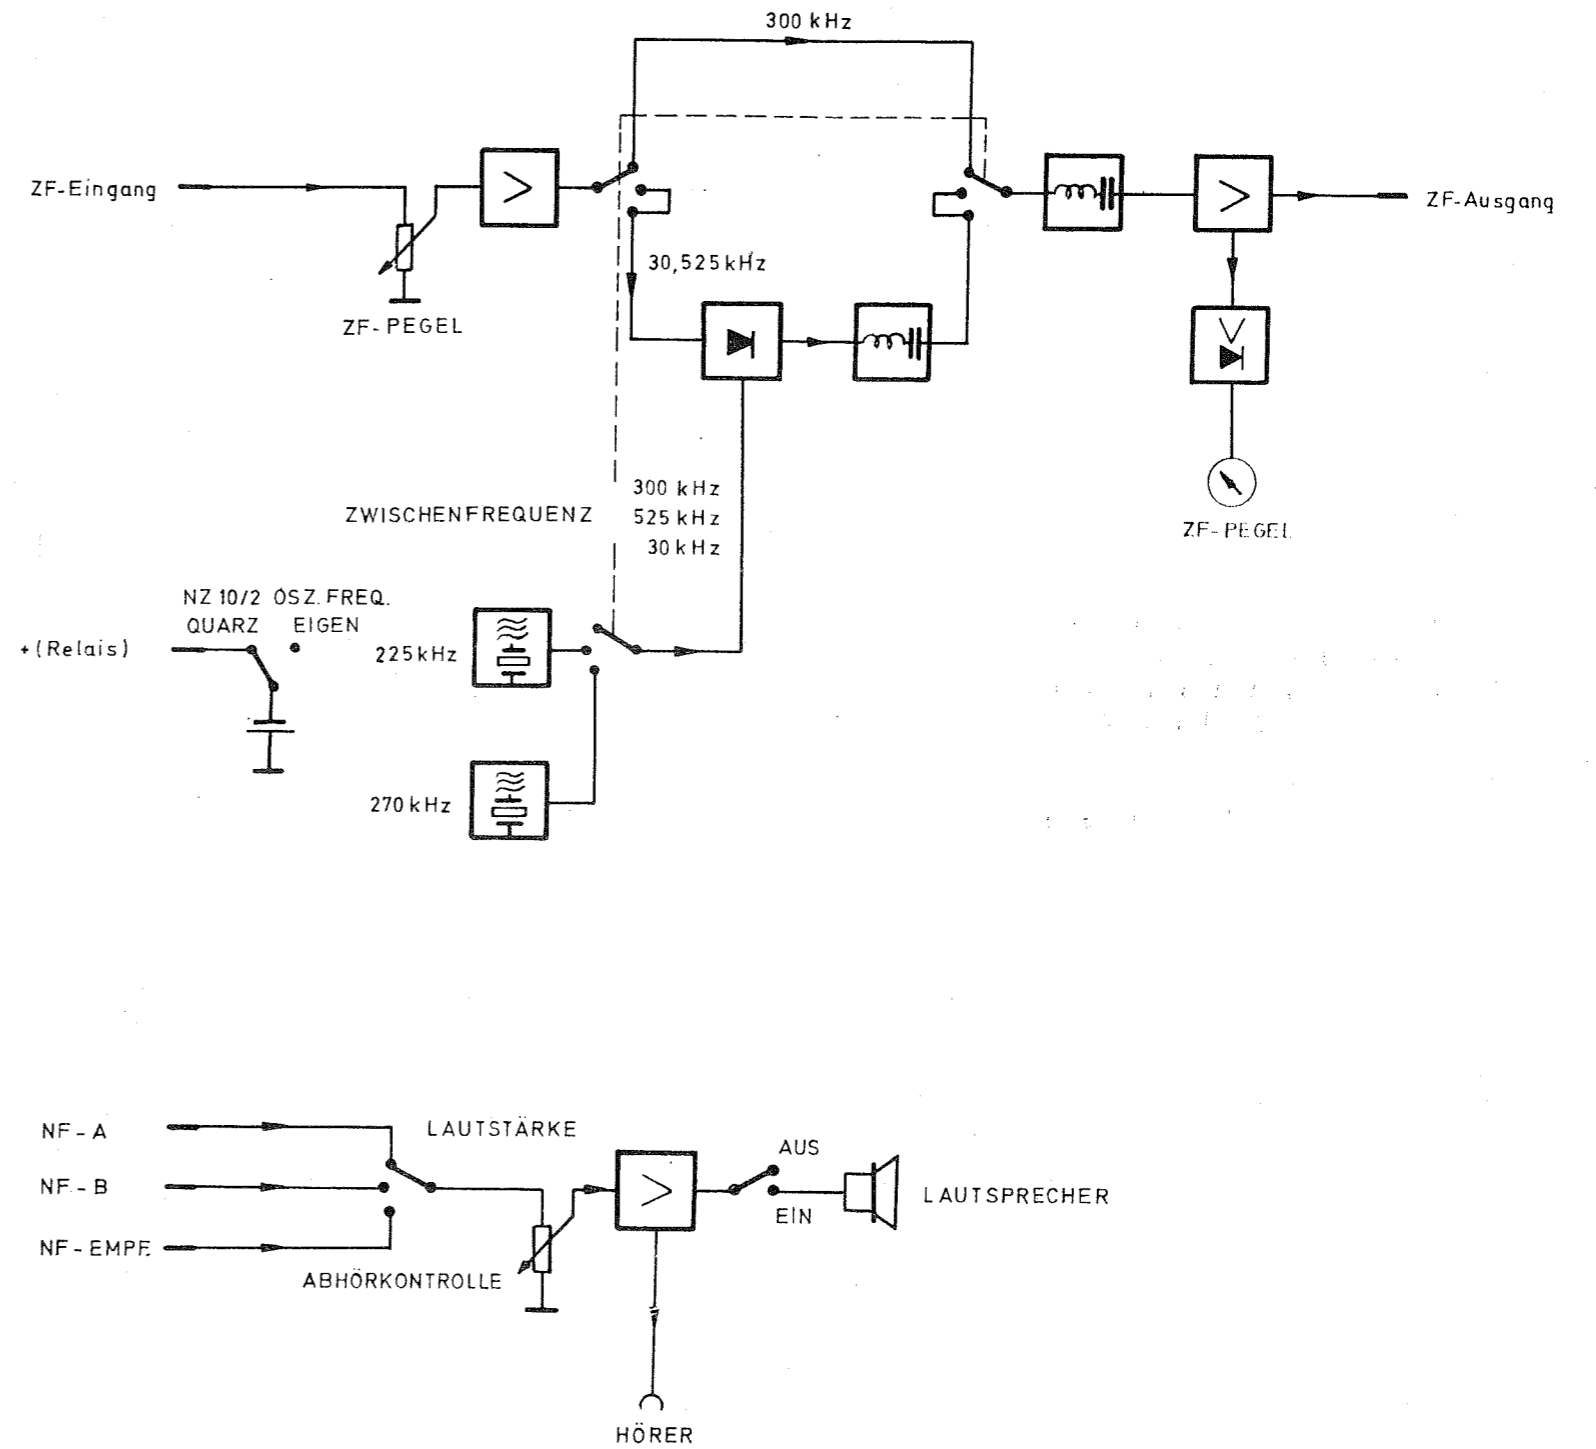 300 kHz
ZF-Eingang
ZF-Ausgang
30,525 kHz
ZF-PEGEL
ZWISCHENFREQUENZ
300 kHz
525 kHz
30 kHz
ZF-PEGEL
NZ 10/2 OSZ. FREQ.
QUARZ EIGEN
+ (Relais)
225 kHz
270 kHz
NF-A
LAUTSTÄRKE
AUS
NF-B
LAUTSPRECHER
EIN
NF-EMPF.
ABHÖRKONTROLLE
HÖRER